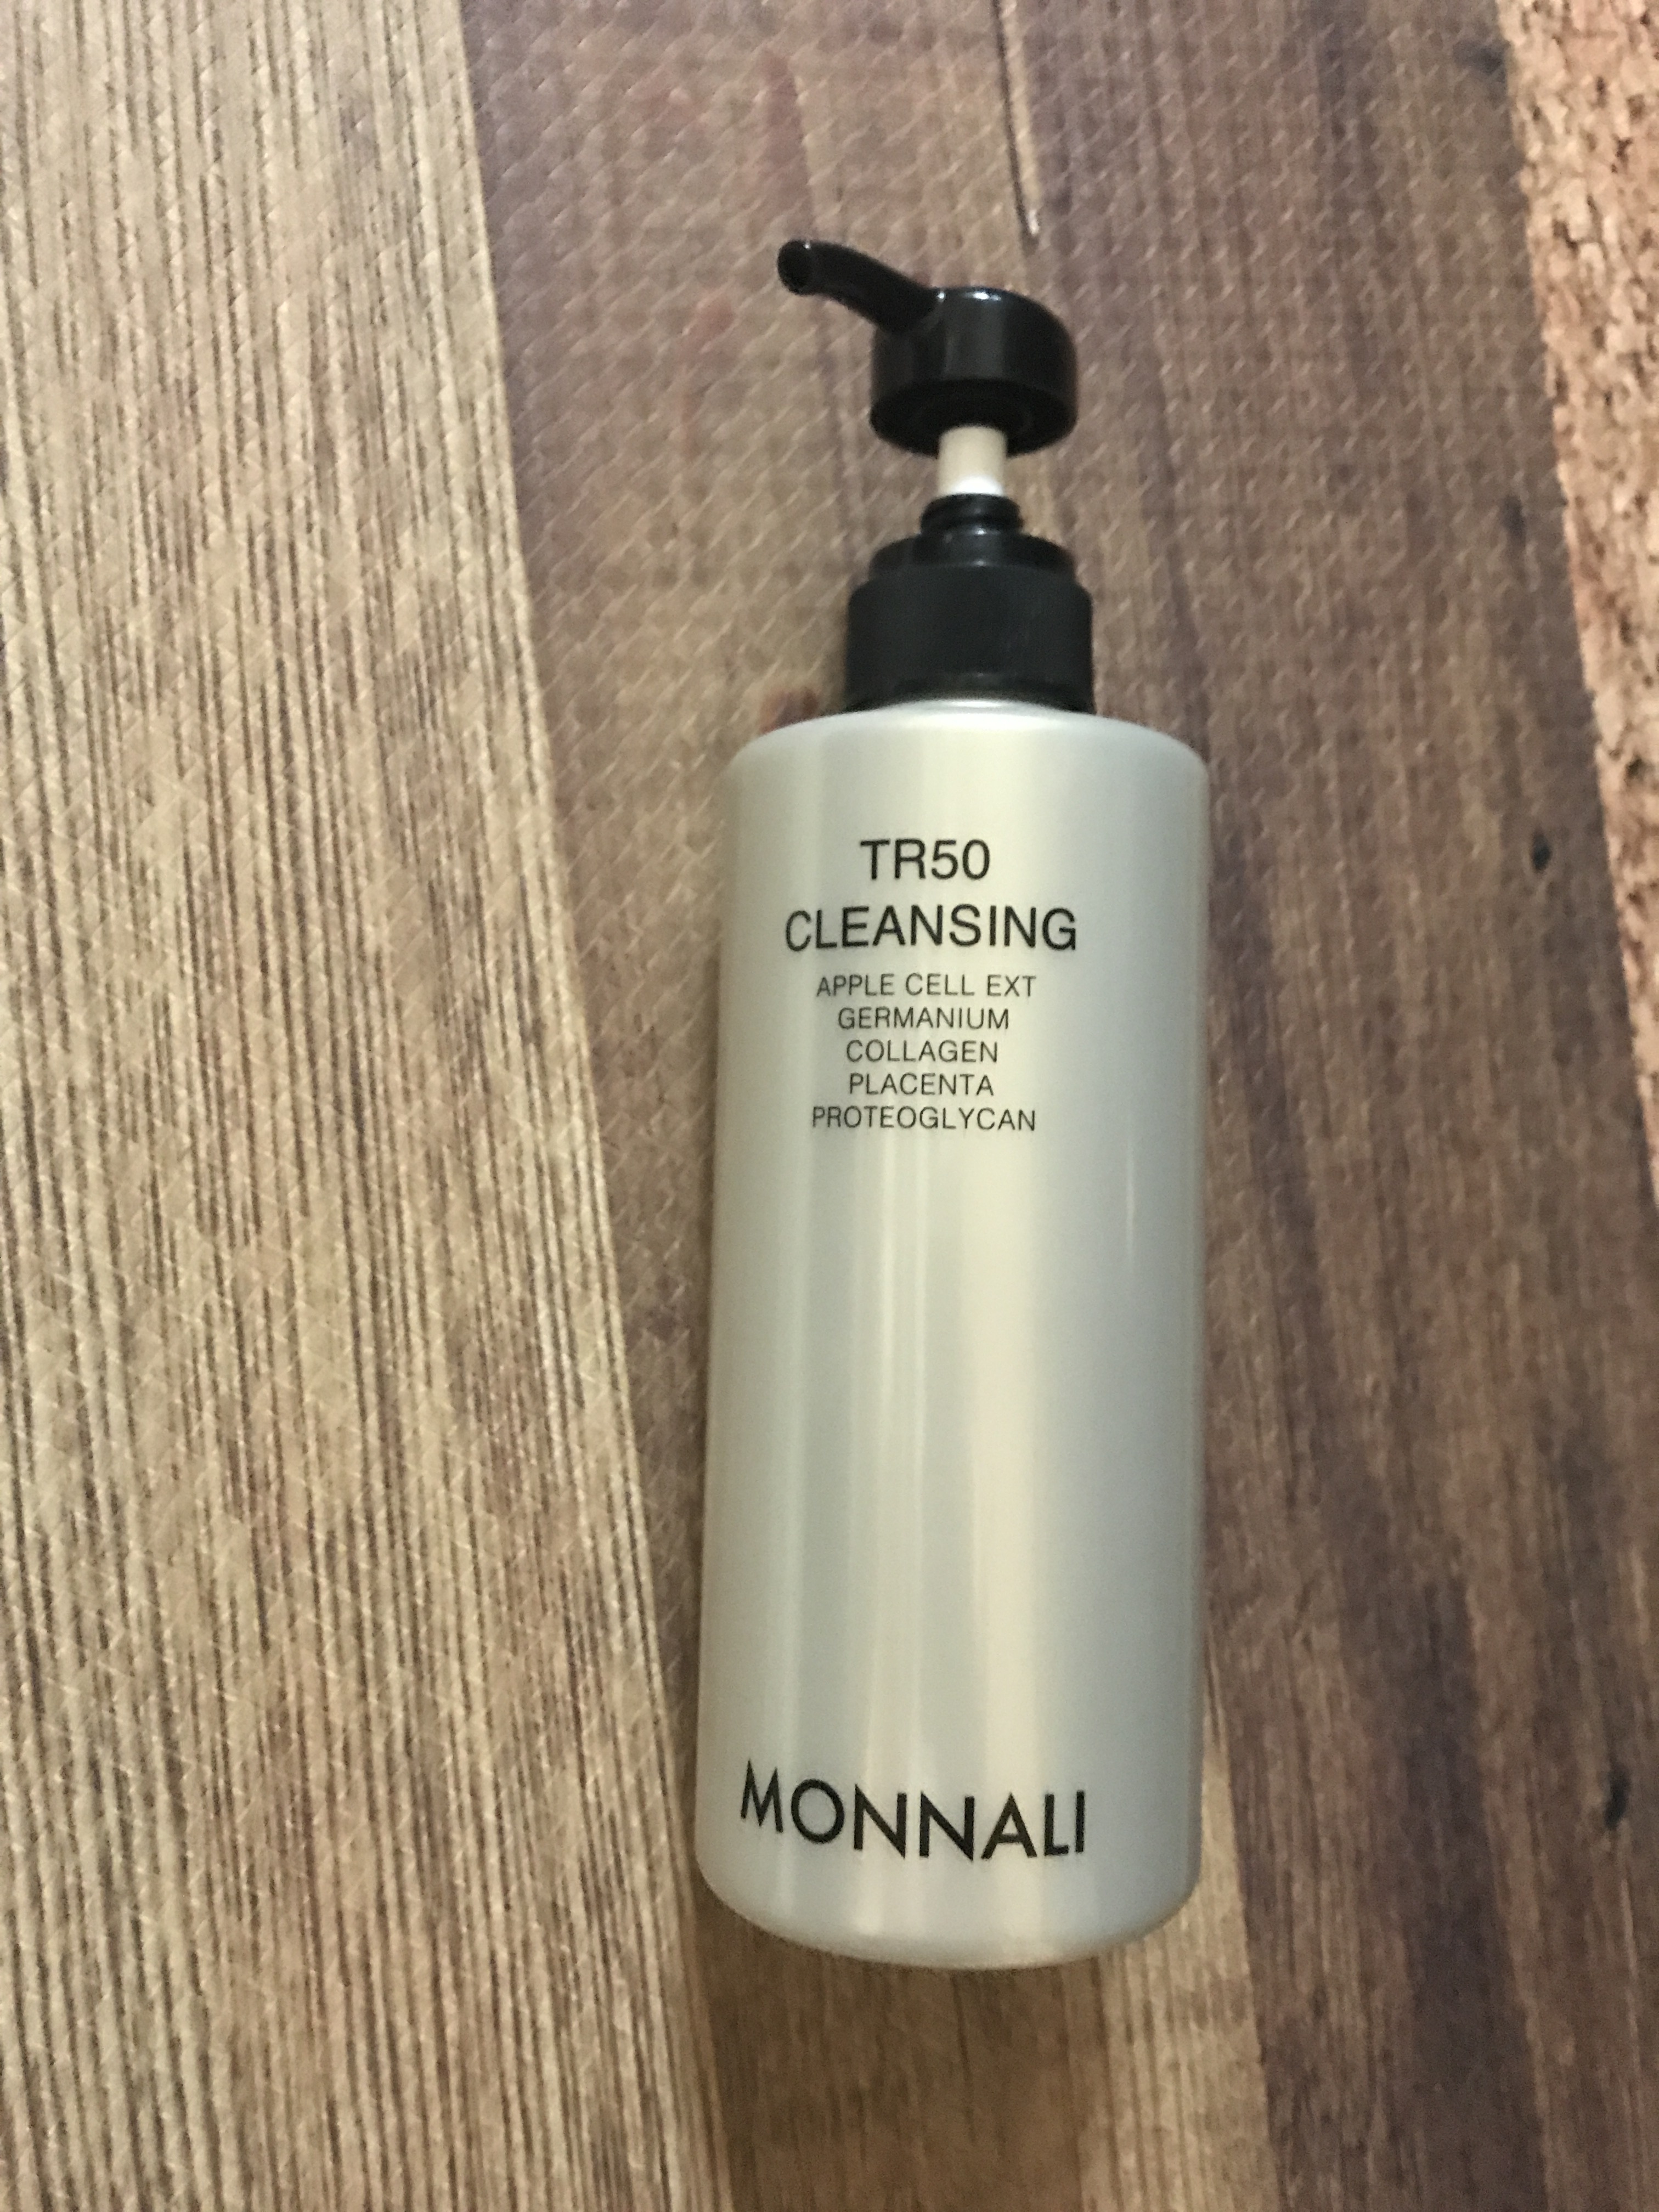 TR50
CLEANSING
APPLE CELL EXT
GERMANIUM
COLLAGEN
PLACENTA
PROTEOGLYCAN
MONNALI